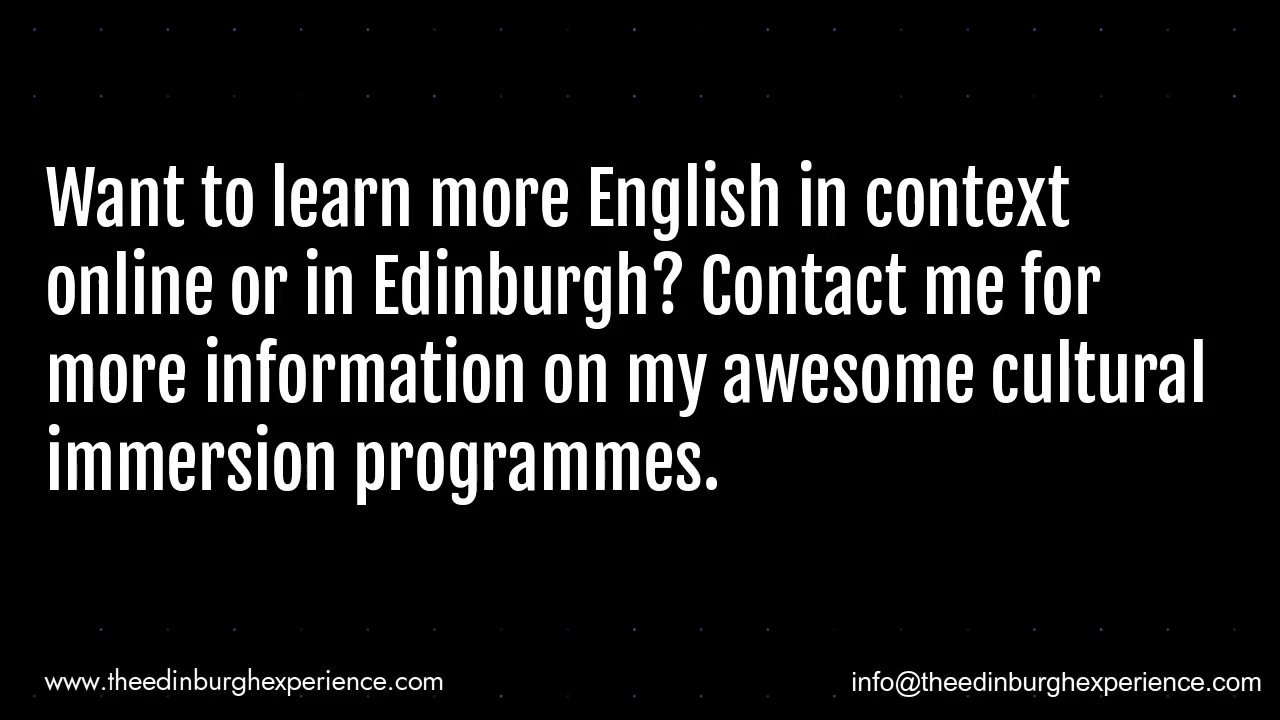 Want to learn more English in context
online or in Edinburgh? Contact me for
more information on my awesome cultural
immersion programmes.
www.theedinburghexperience.com
info@theedinburghexperience.com